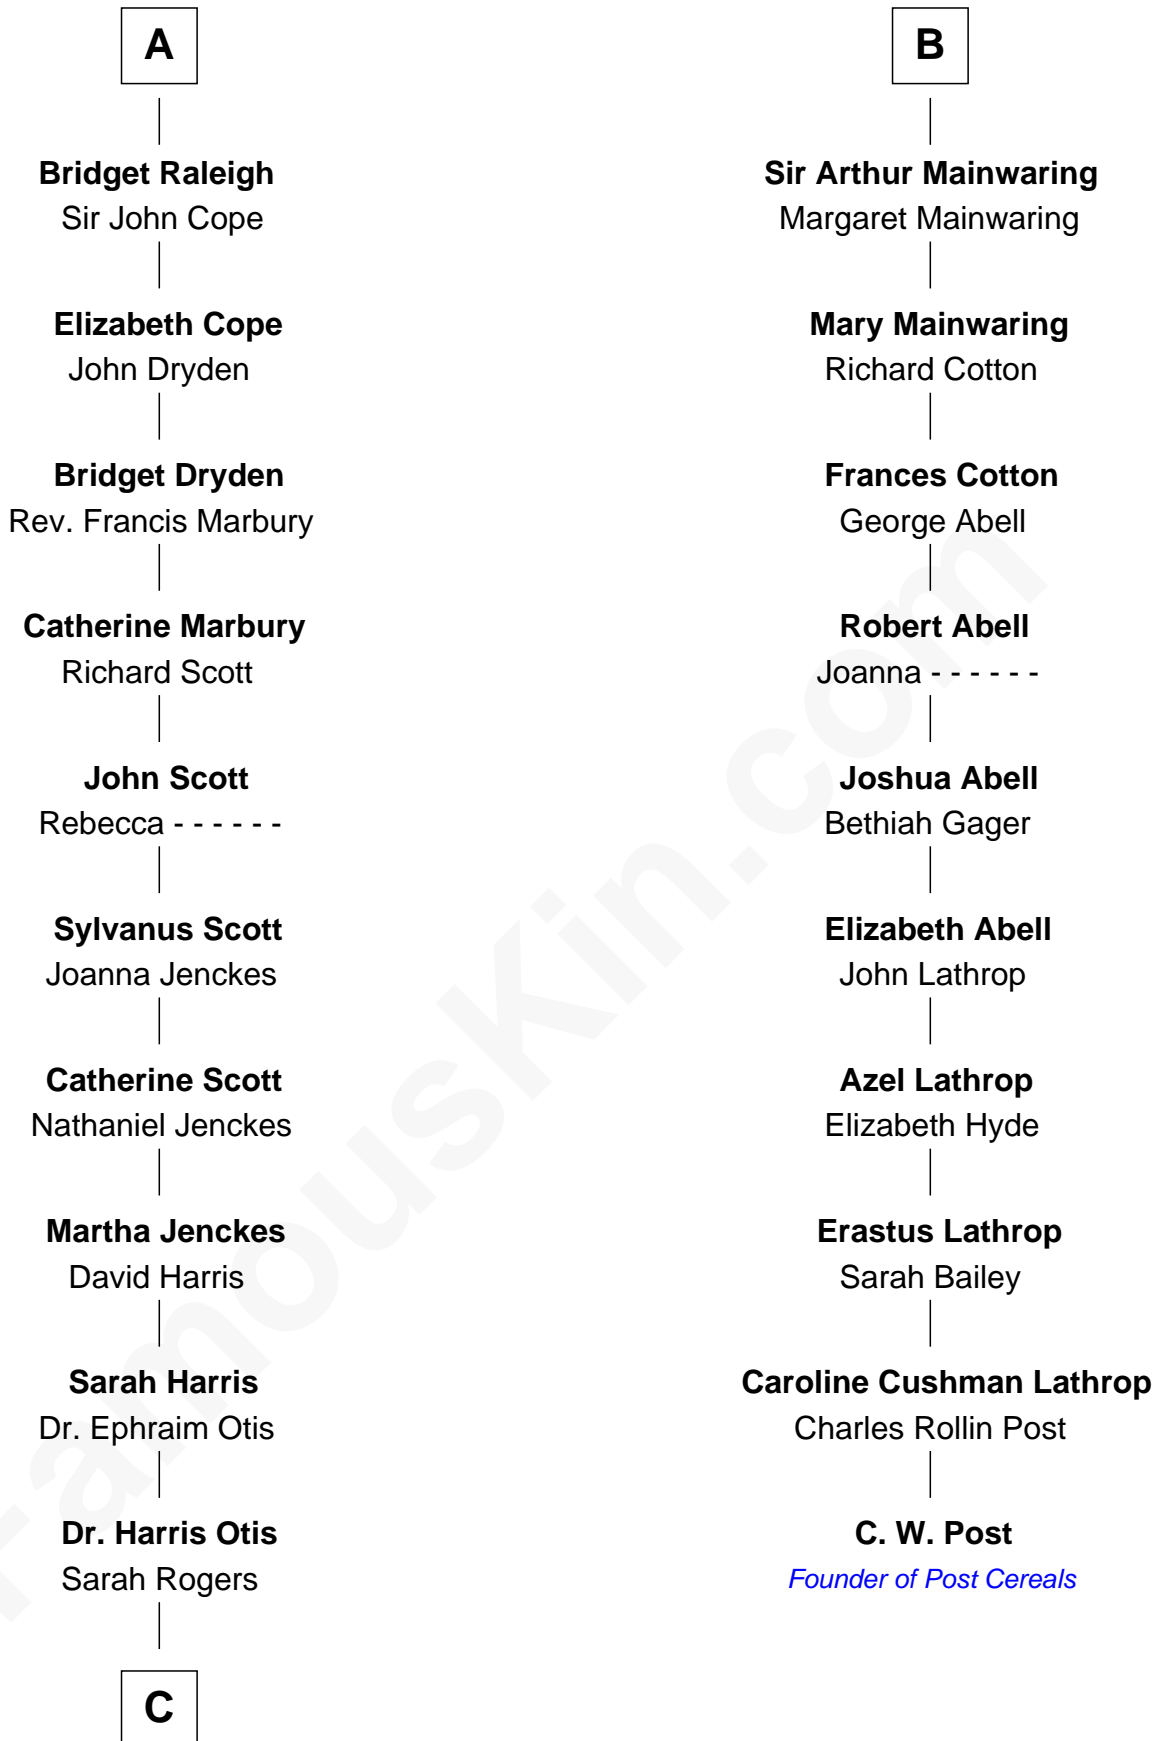 A
Bridget Raleigh
Sir John Cope
Elizabeth Cope
John Dryden
Bridget Dryden
Rev. Francis Marbury
Catherine Marbury
Richard Scott
John Scott
Rebecca - - - - - -
Sylvanus Scott
Joanna Jenckes
Catherine Scott
Nathaniel Jenckes
Martha Jenckes
David Harris
Sarah Harris
Dr. Ephraim Otis
Dr. Harris Otis
Sarah Rogers
C
B
Sir Arthur Mainwaring
Margaret Mainwaring
Mary Mainwaring
Richard Cotton
Frances Cotton
George Abell
Robert Abell
Joanna - - - - - -
Joshua Abell
Bethiah Gager
Elizabeth Abell
John Lathrop
Azel Lathrop
Elizabeth Hyde
Erastus Lathrop
Sarah Bailey
Caroline Cushman Lathrop
Charles Rollin Post
C. W. Post
Founder of Post Cereals
FamousKin.com